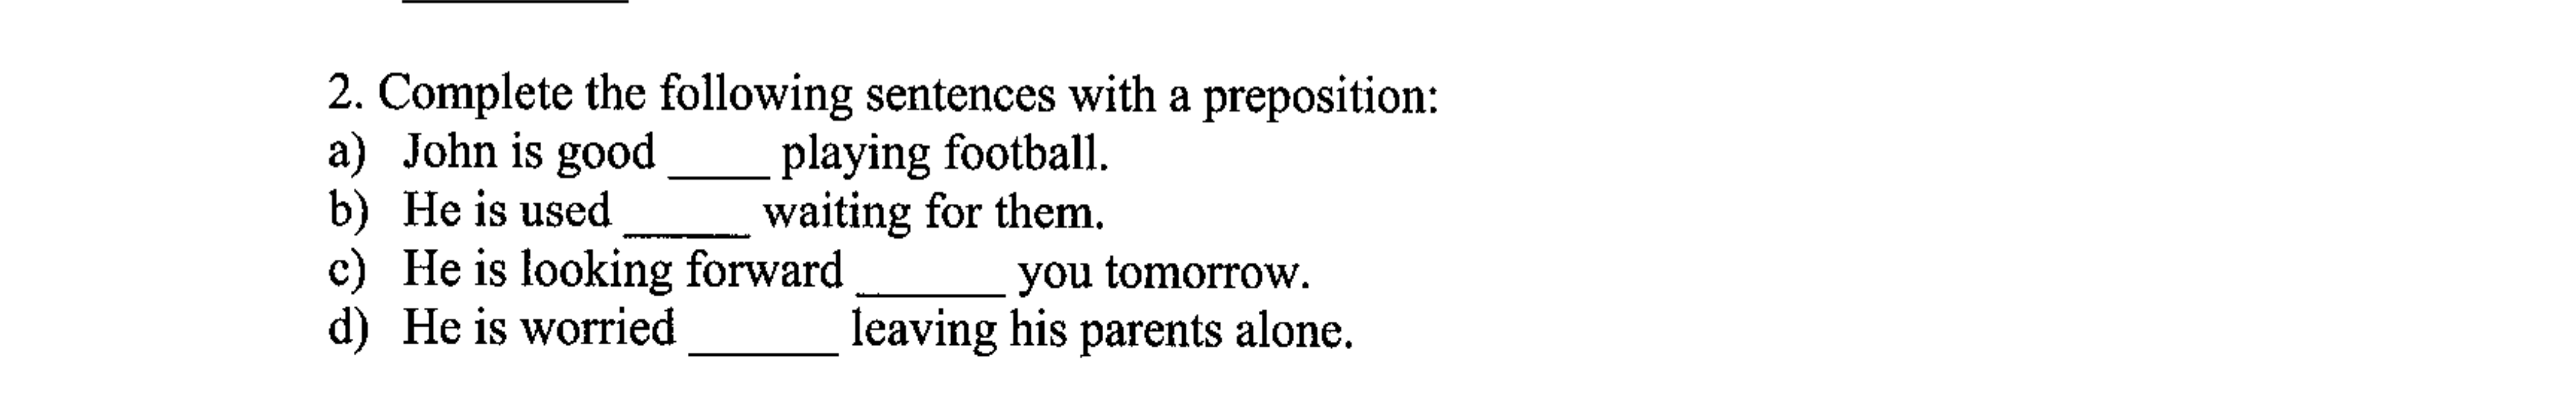 2. Complete the following sentences with a preposition:
a) John is good ____ playing football.
b) He is used _____ waiting for them.
c) He is looking forward ______ you tomorrow.
d) He is worried ______ leaving his parents alone.